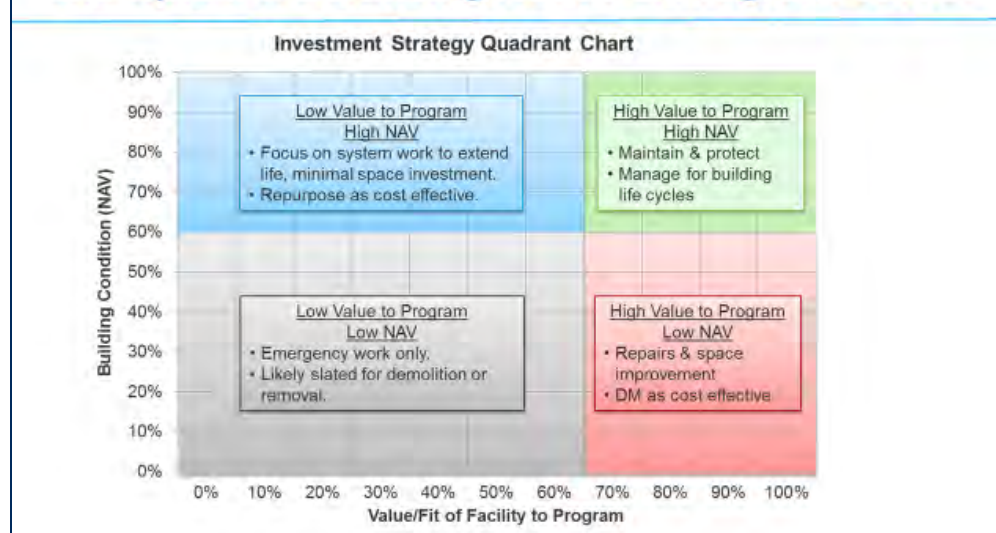 Investment Strategy Quadrant Chart
100%
90%
80%
70%
60%
50%
40%
30%
20%
10%
0%
Building Condition (NAV)
Low Value to Program
High NAV
• Focus on system work to extend
life, minimal space investment.
• Repurpose as cost effective.
High Value to Program
High NAV
• Maintain & protect
• Manage for building
life cycles
Low Value to Program
Low NAV
• Emergency work only.
• Likely slated for demolition or
removal.
High Value to Program
Low NAV
• Repairs & space
improvement
• DM as cost effective
0% 10% 20% 30% 40% 50% 60% 70% 80% 90% 100%
Value/Fit of Facility to Program